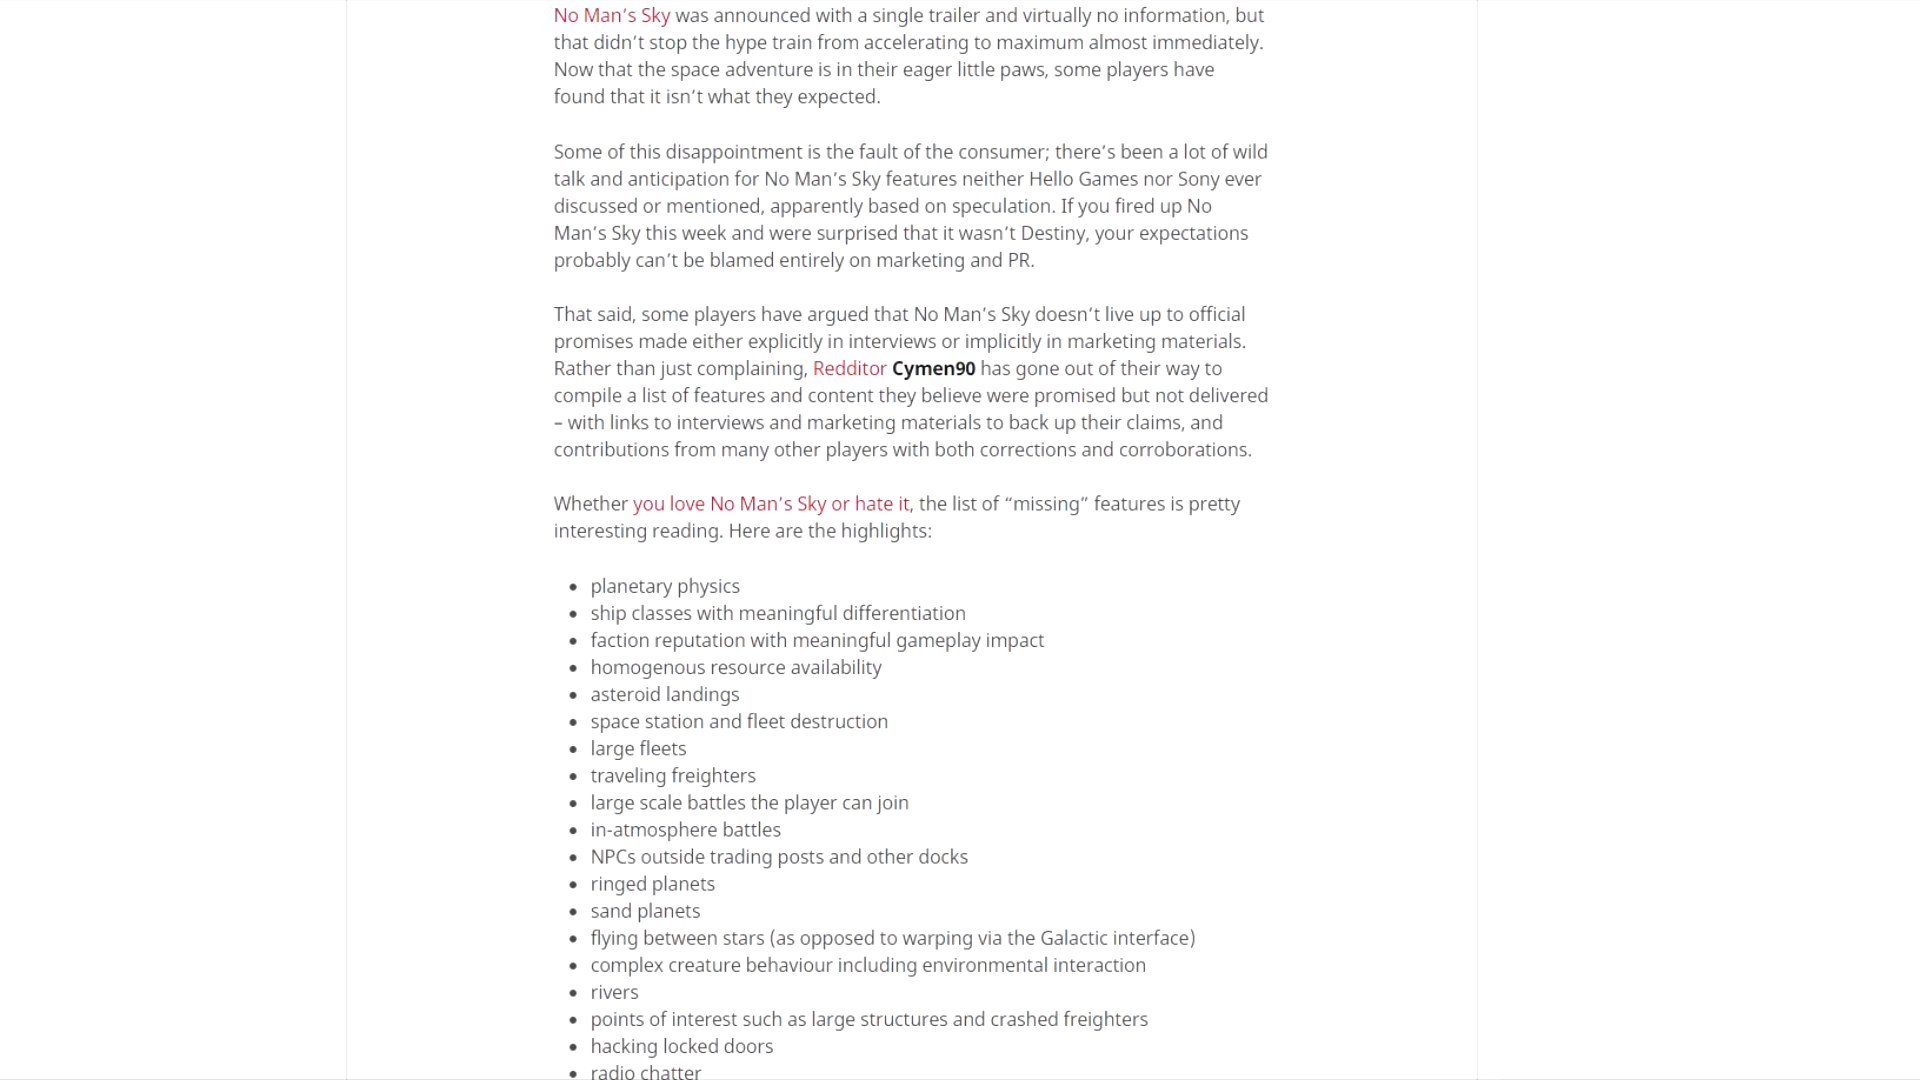 No Man's Sky was announced with a single trailer and virtually no information, but
that didn't stop the hype train from accelerating to maximum almost immediately.
Now that the space adventure is in their eager little paws, some players have
found that it isn't what they expected.
Some of this disappointment is the fault of the consumer; there's been a lot of wild
talk and anticipation for No Man's Sky features neither Hello Games nor Sony ever
discussed or mentioned, apparently based on speculation. If you fired up No
Man's Sky this week and were surprised that it wasn't Destiny, your expectations
probably can't be blamed entirely on marketing and PR.
That said, some players have argued that No Man's Sky doesn't live up to official
promises made either explicitly in interviews or implicitly in marketing materials.
Rather than just complaining, Redditor Cymen90 has gone out of their way to
compile a list of features and content they believe were promised but not delivered
– with links to interviews and marketing materials to back up their claims, and
contributions from many other players with both corrections and corroborations.
Whether you love No Man's Sky or hate it, the list of “missing” features is pretty
interesting reading. Here are the highlights:
• planetary physics
• ship classes with meaningful differentiation
• faction reputation with meaningful gameplay impact
• homogenous resource availability
• asteroid landings
• space station and fleet destruction
• large fleets
• traveling freighters
• large scale battles the player can join
• in-atmosphere battles
• NPCs outside trading posts and other docks
• ringed planets
• sand planets
• flying between stars (as opposed to warping via the Galactic interface)
• complex creature behaviour including environmental interaction
• rivers
• points of interest such as large structures and crashed freighters
• hacking locked doors
• radio chatter